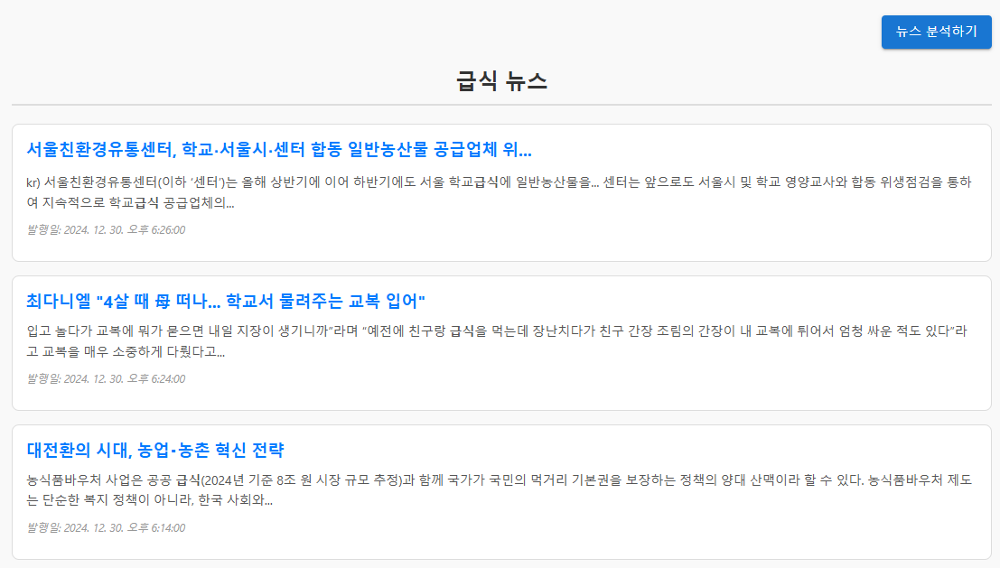 뉴스 분석하기
급식 뉴스
서울친환경유통센터, 학교·서울시·센터 합동 일반농산물 공급업체 위...
kr) 서울친환경유통센터(이하 ‘센터’)는 올해 상반기에 이어 하반기에도 서울 학교급식에 일반농산물을... 센터는 앞으로도 서울시 및 학교 영양교사와 합동 위생점검을 통하
여 지속적으로 학교급식 공급업체의...
발행일: 2024. 12. 30. 오후 6:26:00
최다니엘 "4살 때 母 떠나... 학교서 물려주는 교복 입어"
입고 놀다가 교복에 뭐가 묻으면 내일 지장이 생기니까”라며 “예전에 친구랑 급식을 먹는데 장난치다가 친구 간장 조림의 간장이 내 교복에 튀어서 엄청 싸운 적도 있다”라
고 교복을 매우 소중하게 다뤘다고...
발행일: 2024. 12. 30. 오후 6:24:00
대전환의 시대, 농업·농촌 혁신 전략
농식품바우처 사업은 공공 급식(2024년 기준 8조 원 시장 규모 추정)과 함께 국가가 국민의 먹거리 기본권을 보장하는 정책의 양대 산맥이라 할 수 있다. 농식품바우처 제도
는 단순한 복지 정책이 아니라, 한국 사회와...
발행일: 2024. 12. 30. 오후 6:14:00